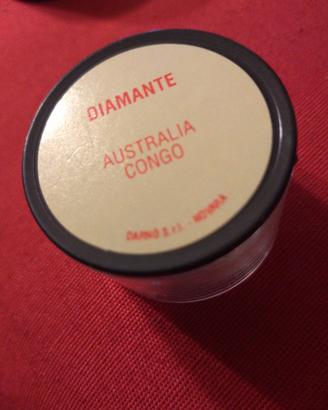 DIAMANTE
AUSTRALIA
CONGO
DARNO S.r.l. - NOVARA